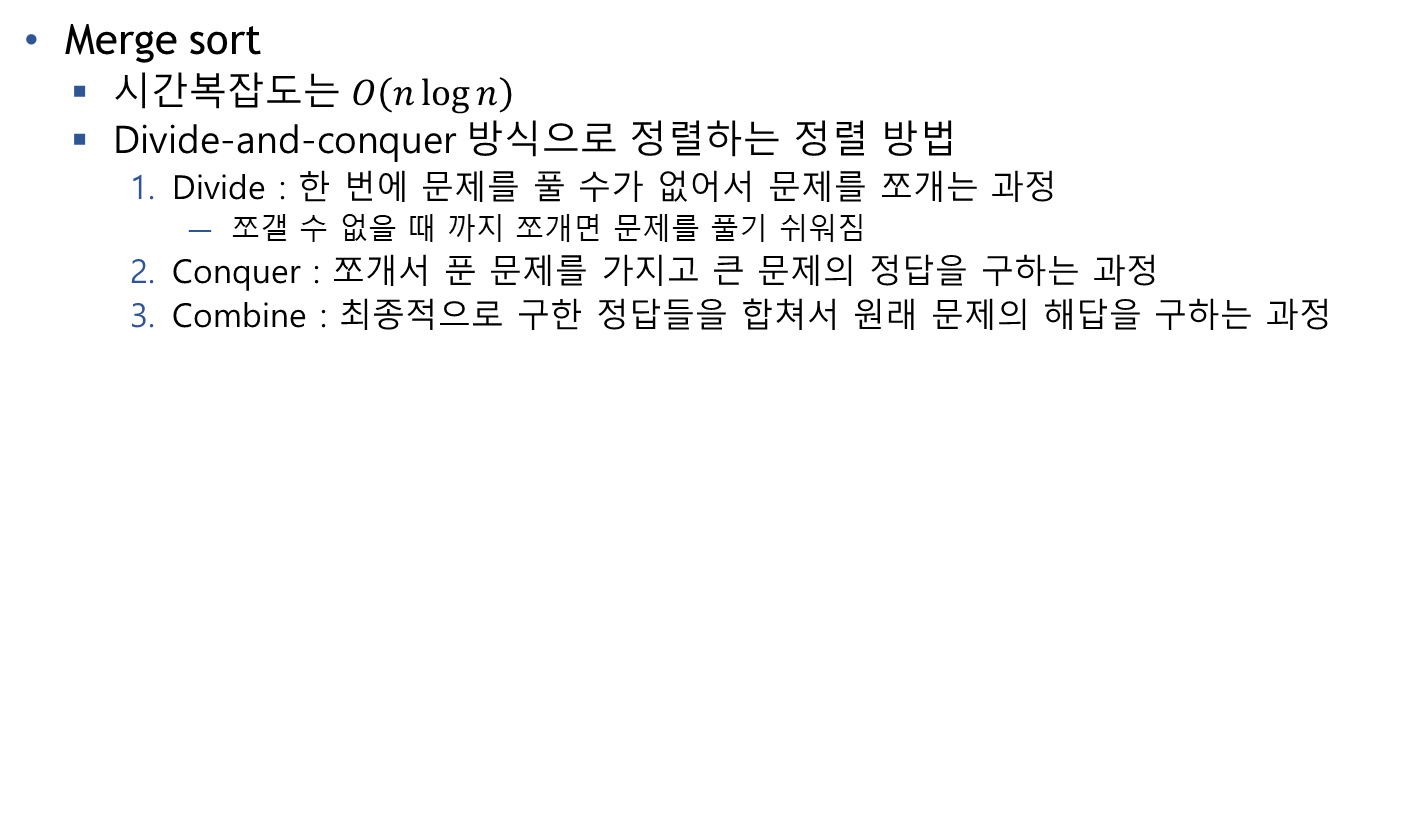 • Merge sort
▪ 시간복잡도는 O(n log n)
▪ Divide-and-conquer 방식으로 정렬하는 정렬 방법
1. Divide : 한 번에 문제를 풀 수가 없어서 문제를 쪼개는 과정
— 쪼갤 수 없을 때 까지 쪼개면 문제를 풀기 쉬워짐
2. Conquer : 쪼개서 푼 문제를 가지고 큰 문제의 정답을 구하는 과정
3. Combine : 최종적으로 구한 정답들을 합쳐서 원래 문제의 해답을 구하는 과정